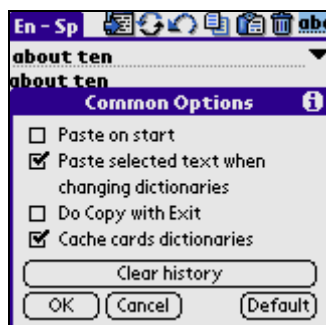 En - Sp abc
about ten
about ten
Common Options
Paste on start
Paste selected text when
changing dictionaries
Do Copy with Exit
Cache cards dictionaries
Clear history
OK Cancel Default